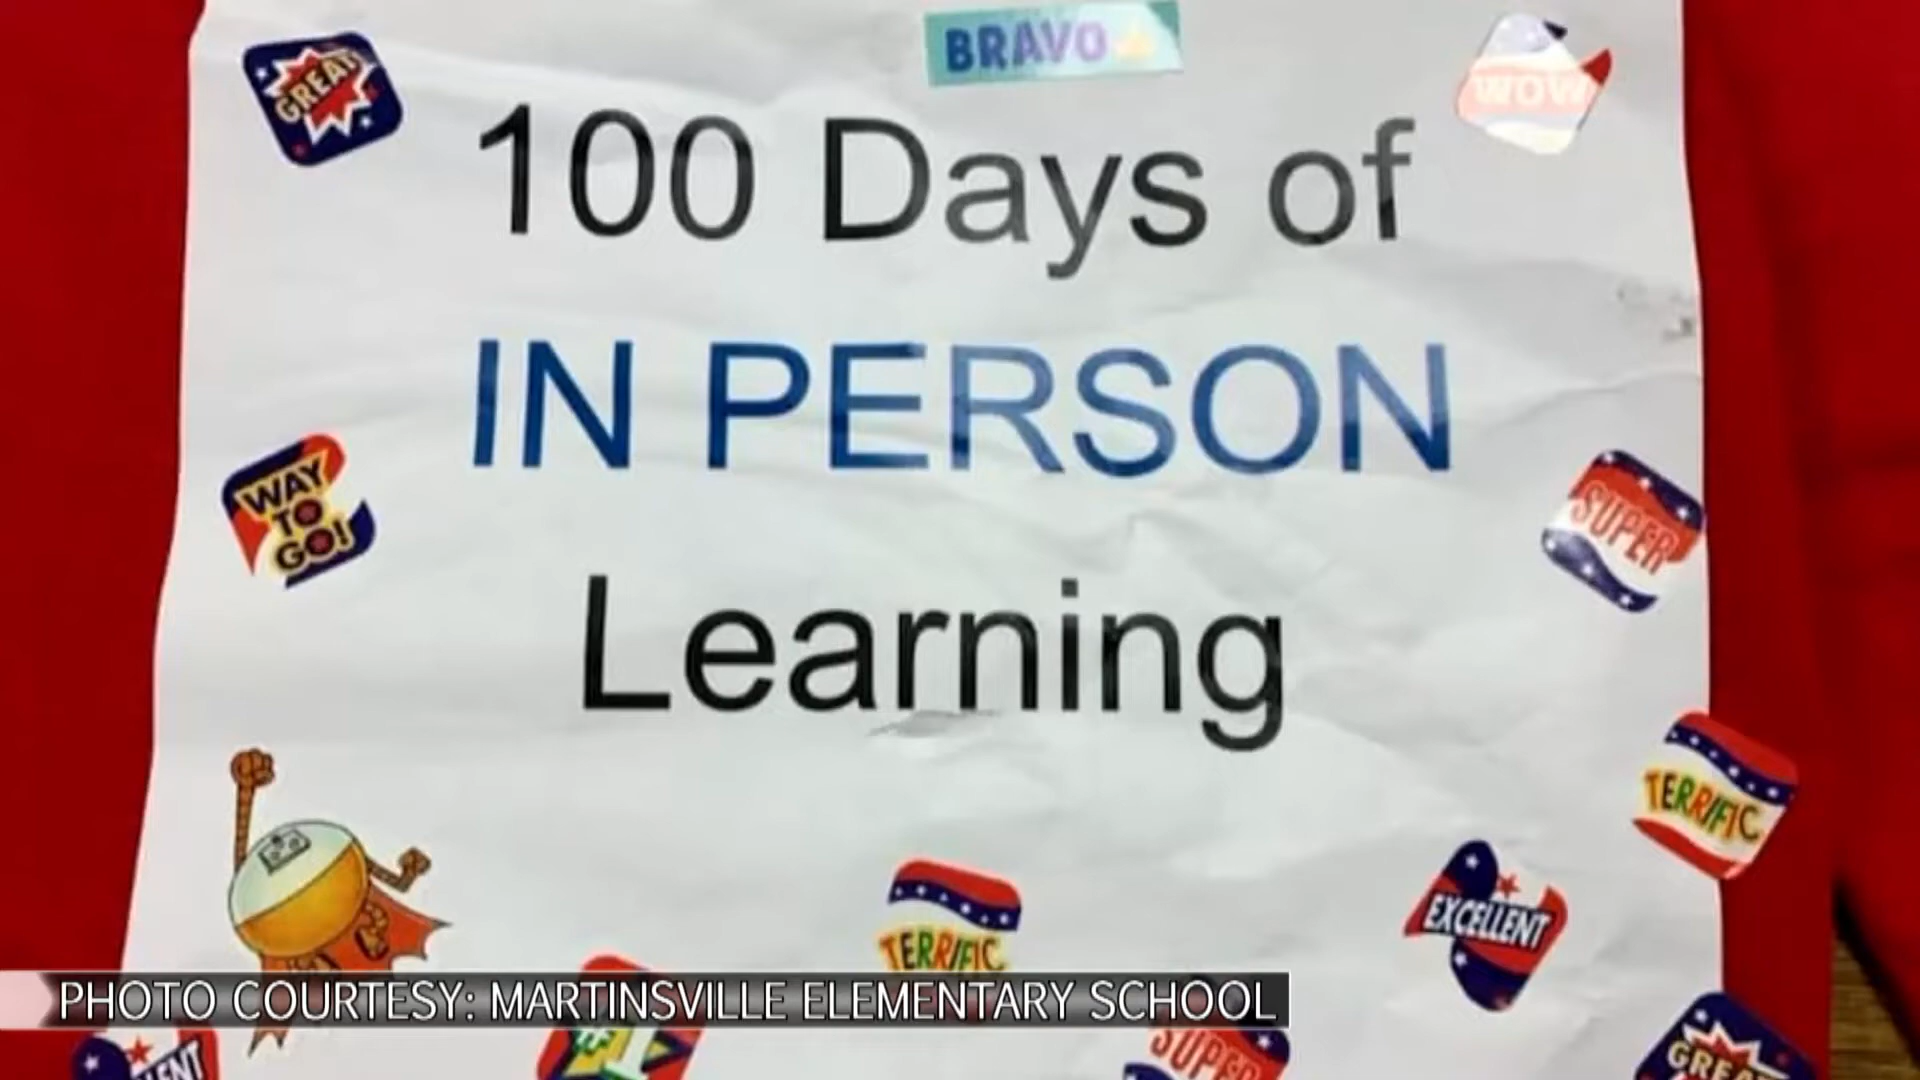 BRAVO
GREAT
WOW
100 Days of
IN PERSON
WAY
TO
GO!
SUPER
Learning
TERRIFIC
EXCELLENT
TERRIFIC
PHOTO COURTESY: MARTINSVILLE ELEMENTARY SCHOOL
SUPER
GREAT